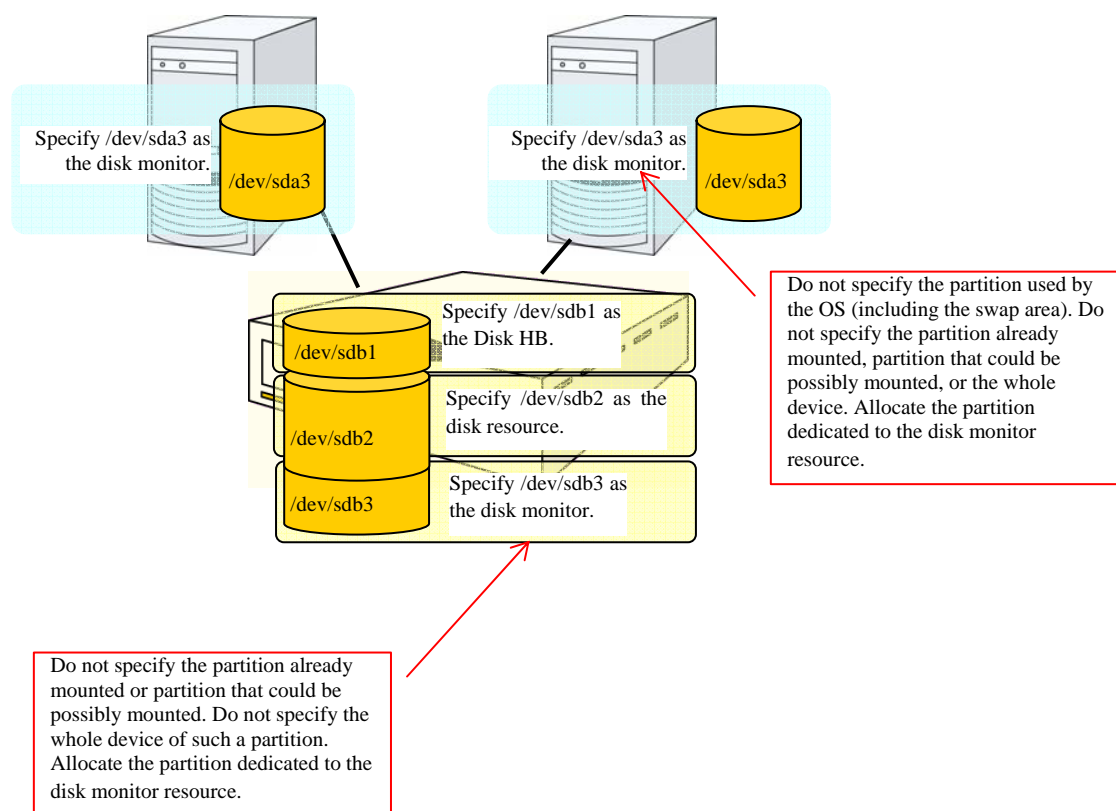 Specify /dev/sda3 as
the disk monitor.
/dev/sda3
Specify /dev/sda3 as
the disk monitor.
/dev/sda3
Do not specify the partition used by
the OS (including the swap area). Do
not specify the partition already
mounted, partition that could be
possibly mounted, or the whole
device. Allocate the partition
dedicated to the disk monitor
resource.
/dev/sdb1
Specify /dev/sdb1 as
the Disk HB.
/dev/sdb2
Specify /dev/sdb2 as the
disk resource.
/dev/sdb3
Specify /dev/sdb3 as
the disk monitor.
Do not specify the partition already
mounted or partition that could be
possibly mounted. Do not specify the
whole device of such a partition.
Allocate the partition dedicated to the
disk monitor resource.